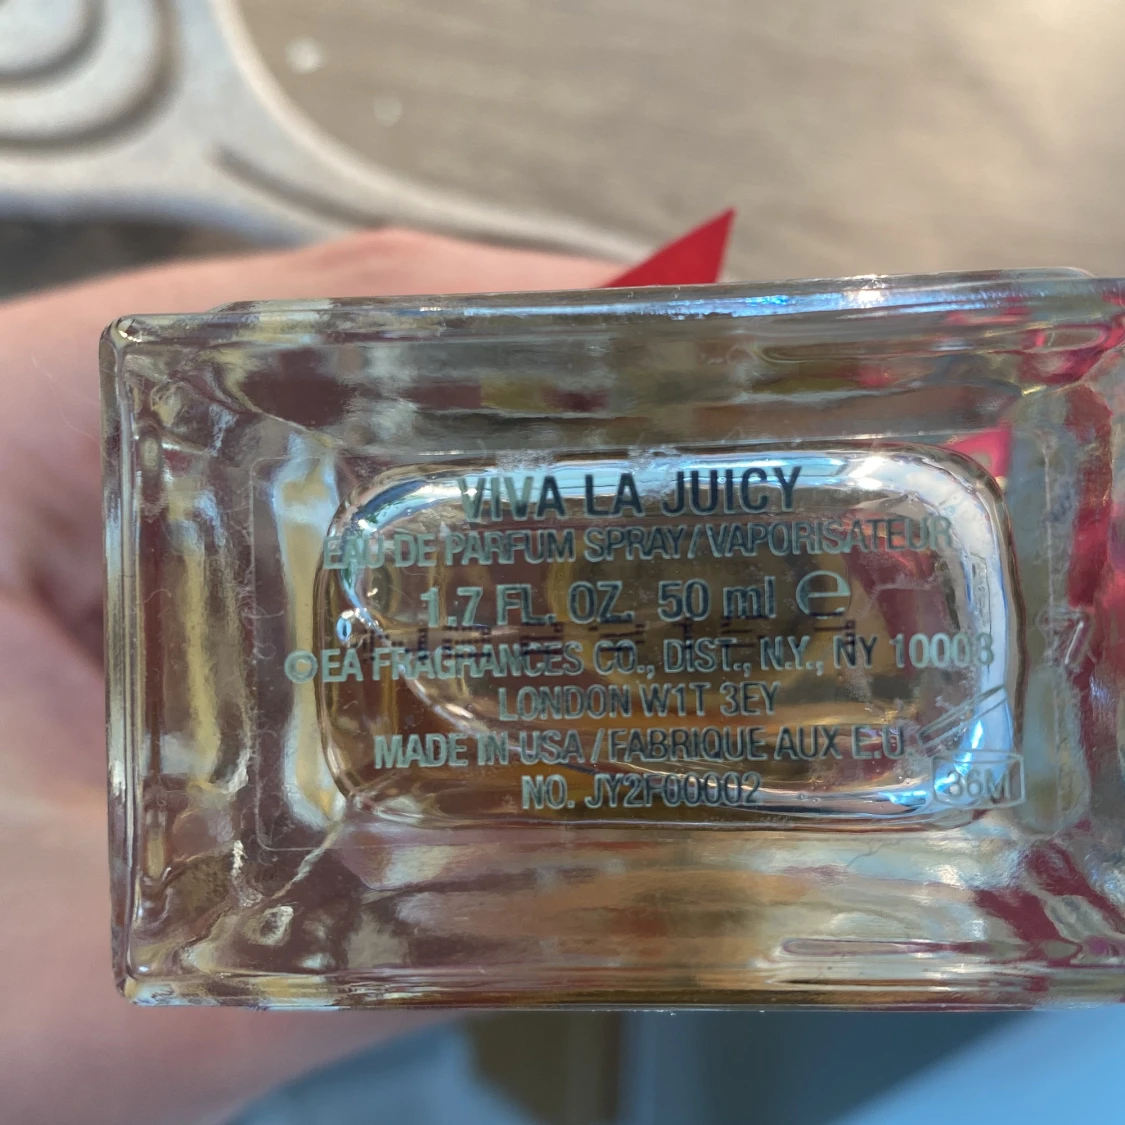 VIVA LA JUICY
EAU DE PARFUM SPRAY/VAPORISATEUR
1.7 FL. OZ. 50 ml ℮
©EA FRAGRANCES CO., DIST., N.Y., NY 10003
LONDON W1T 3EY
MADE IN USA/FABRIQUE AUX E.U
NO. JY2F00002
36M